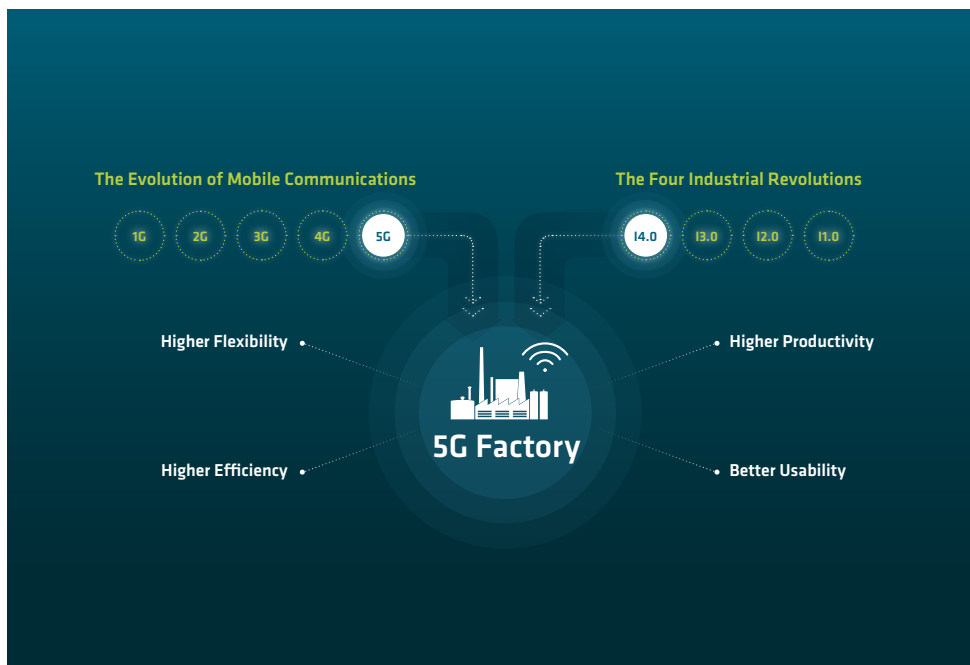 The Evolution of Mobile Communications
1G 2G 3G 4G 5G
The Four Industrial Revolutions
I4.0 I3.0 I2.0 I1.0
Higher Flexibility
Higher Productivity
5G Factory
Higher Efficiency
Better Usability